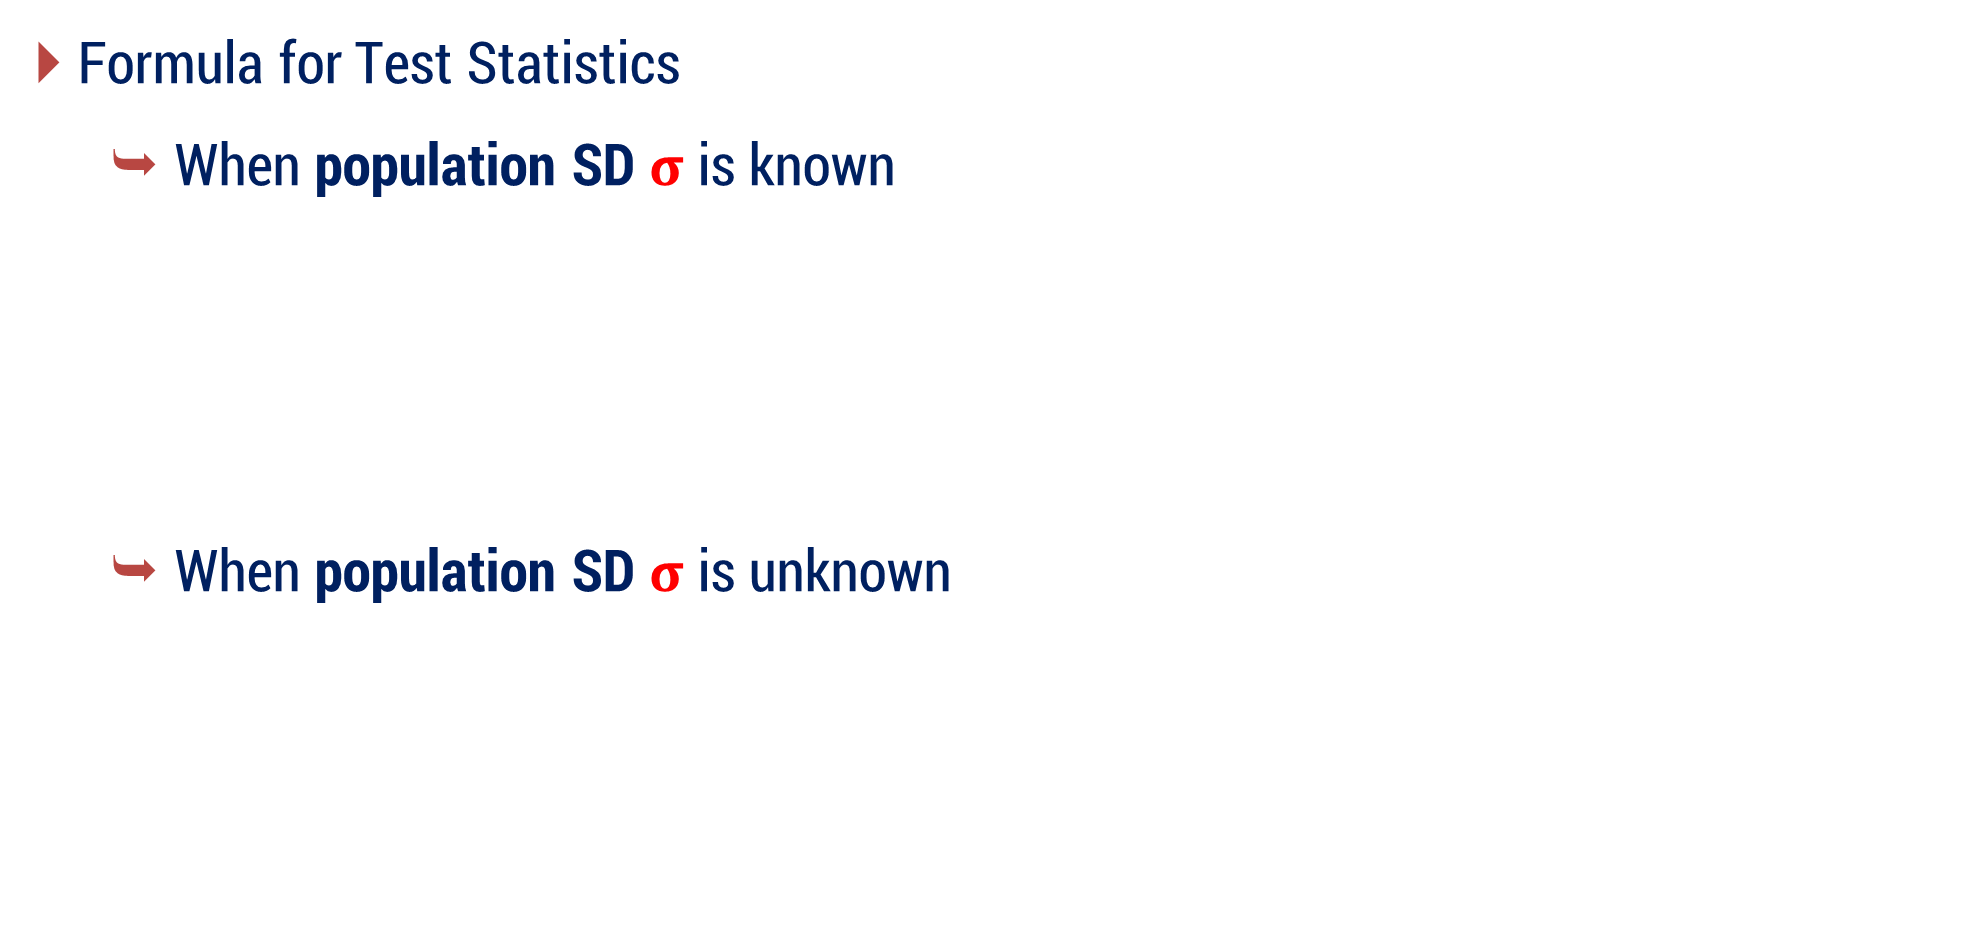 Formula for Test Statistics
When population SD σ is known
When population SD σ is unknown